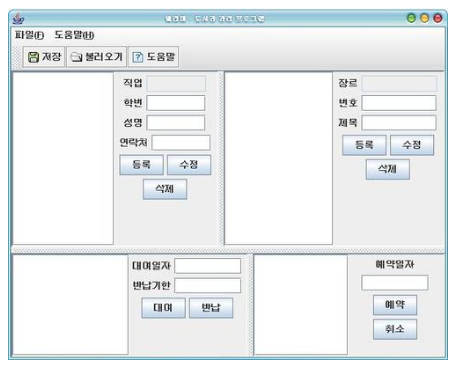 파일(F) 도움말(H)
저장 불러오기 도움말
직업
학번
성명
연락처
등록 수정
삭제
장르
번호
제목
등록 수정
삭제
대여일자
반납기한
대여 반납
예약일자
예약
취소